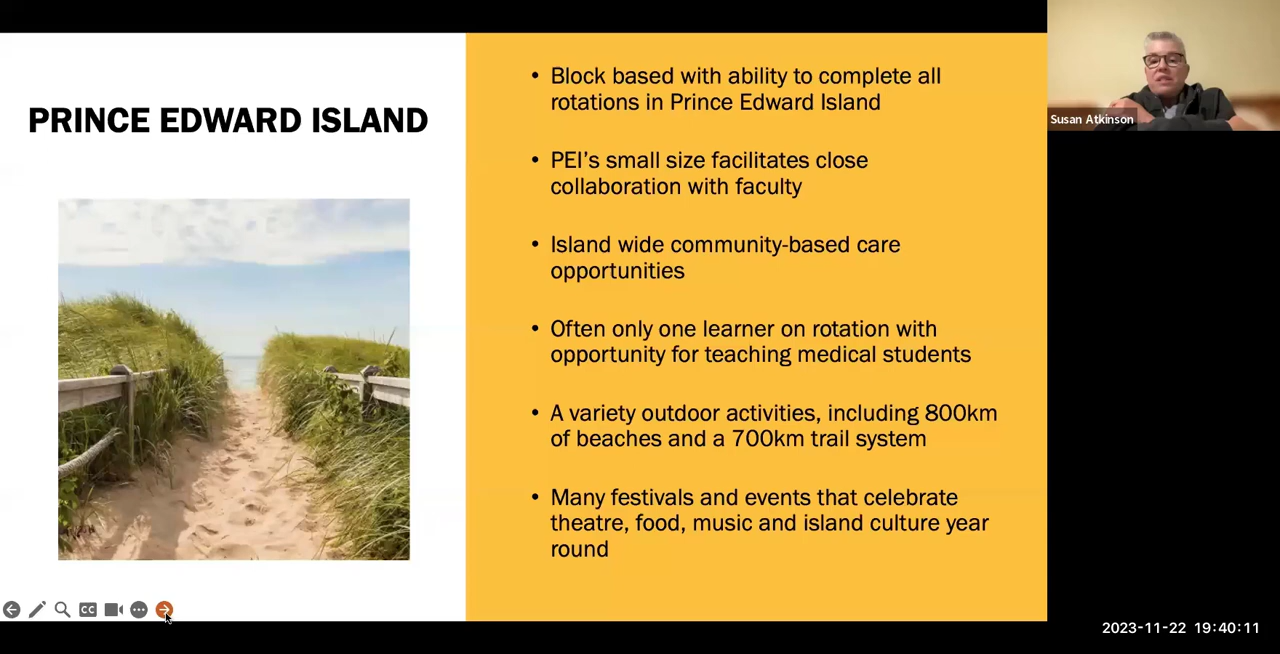 PRINCE EDWARD ISLAND
• Block based with ability to complete all
rotations in Prince Edward Island
• PEI’s small size facilitates close
collaboration with faculty
• Island wide community-based care
opportunities
• Often only one learner on rotation with
opportunity for teaching medical students
• A variety outdoor activities, including 800km
of beaches and a 700km trail system
• Many festivals and events that celebrate
theatre, food, music and island culture year
round
Susan Atkinson
CC
2023-11-22 19:40:11